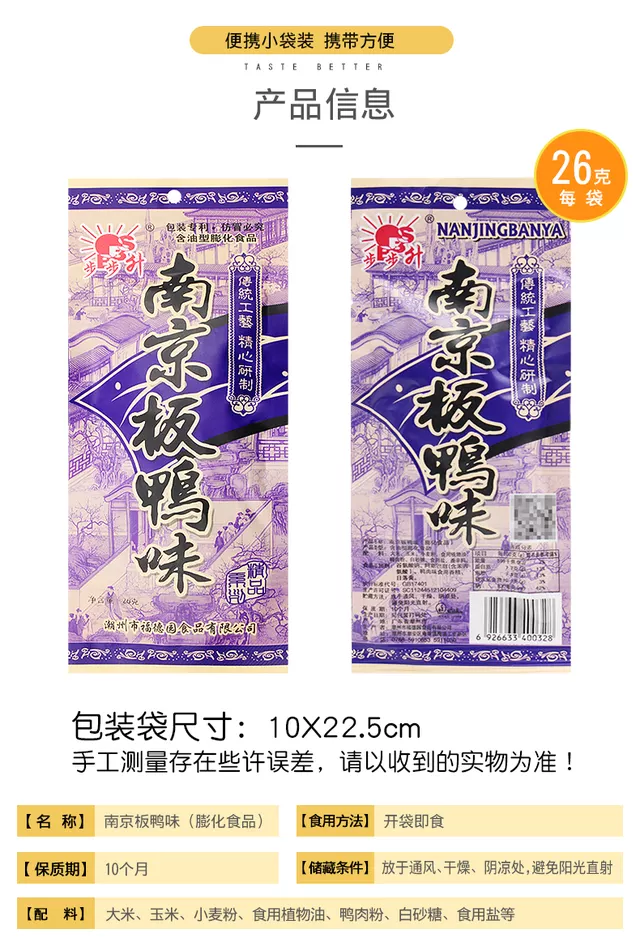 便携小袋装 携带方便
TASTE BETTER
产品信息
26克
每 袋
步步升
®
包装专利·仿冒必究
含油型膨化食品
傳統工藝 精心研制
南京板鸭味
精品
潮州市福德园食品有限公司
步步升
®
NANJINGBANYA
傳統工藝 精心研制
南京板鸭味
6 926633 400328
包装袋尺寸：10X22.5cm
手工测量存在些许误差，请以收到的实物为准！
【名 称】 南京板鸭味（膨化食品）
【食用方法】 开袋即食
【保质期】 10个月
【储藏条件】 放于通风、干燥、阴凉处,避免阳光直射
【配 料】 大米、玉米、小麦粉、食用植物油、鸭肉粉、白砂糖、食用盐等